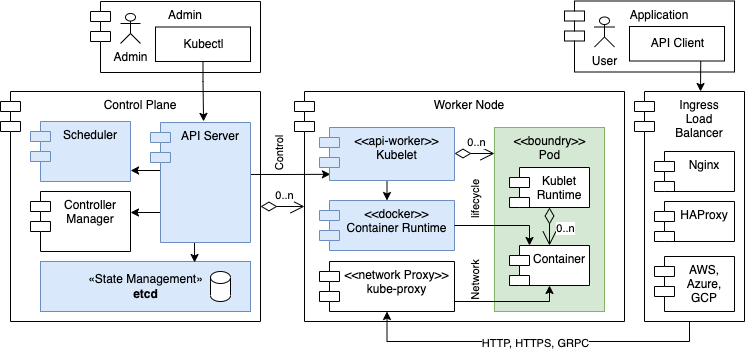 Admin
Admin
Kubectl
Application
User
API Client
Control Plane
Scheduler
API Server
Controller
Manager
«State Management»
etcd
Control
0..n
Worker Node
<<api-worker>>
Kubelet
0..n
<<boundry>>
Pod
Kublet
Runtime
lifecycle
<<docker>>
Container Runtime
0..n
Container
<<network Proxy>>
kube-proxy
Network
Ingress
Load
Balancer
Nginx
HAProxy
AWS,
Azure,
GCP
HTTP, HTTPS, GRPC